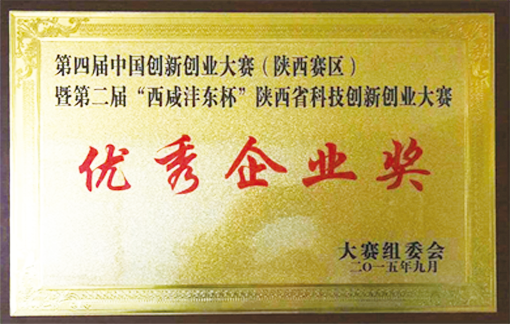 第四届中国创新创业大赛（陕西赛区）
暨第二届“西咸沣东杯”陕西省科技创新创业大赛
优秀企业奖
大赛组委会
二〇一五年九月